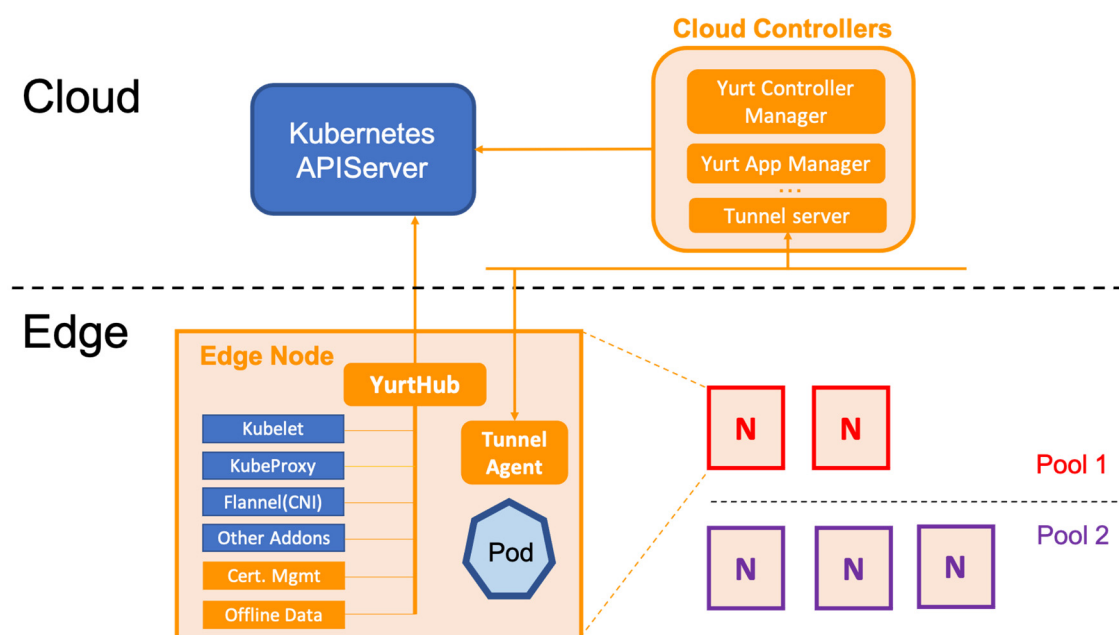 Cloud Controllers
Cloud
Kubernetes
APIServer
Yurt Controller
Manager
Yurt App Manager
...
Tunnel server
Edge
Edge Node
YurtHub
Kubelet
KubeProxy
Flannel(CNI)
Other Addons
Cert. Mgmt
Offline Data
Tunnel
Agent
Pod
N
N
Pool 1
Pool 2
N
N
N